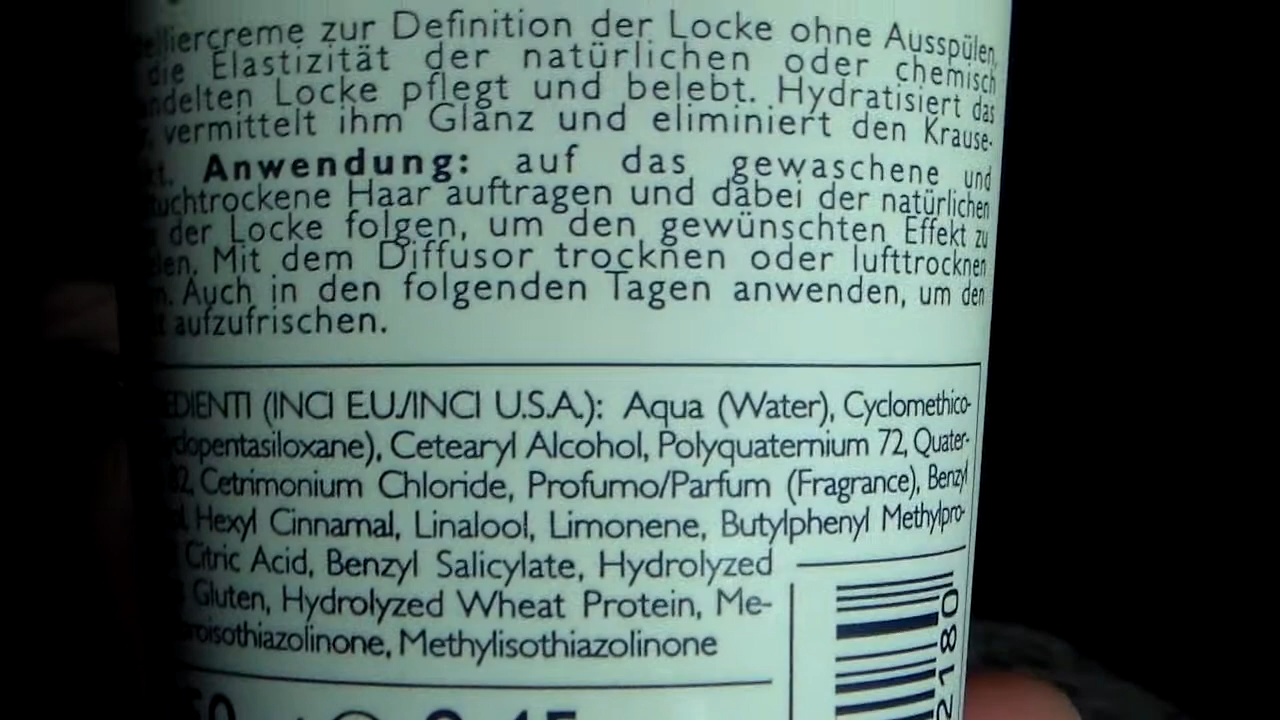 elliercreme zur Definition der Locke ohne Ausspülen,
die Elastizität der natürlichen oder chemisch
andelten Locke pflegt und belebt. Hydratisiert das
, vermittelt ihm Glanz und eliminiert den Krause-
kt. Anwendung: auf das gewaschene und
uchtrockene Haar auftragen und dabei der natürlichen
der Locke folgen, um den gewünschten Effekt zu
len. Mit dem Diffusor trocknen oder lufttrocknen
n. Auch in den folgenden Tagen anwenden, um den
t aufzufrischen.
EDIENTI (INCI E.U./INCI U.S.A.): Aqua (Water), Cyclomethico-
dopentasiloxane), Cetearyl Alcohol, Polyquaternium 72, Quater-
82, Cetrimonium Chloride, Profumo/Parfum (Fragrance), Benzyl
l, Hexyl Cinnamal, Linalool, Limonene, Butylphenyl Methylpro-
Citric Acid, Benzyl Salicylate, Hydrolyzed
Gluten, Hydrolyzed Wheat Protein, Me-
roisothiazolinone, Methylisothiazolinone
2180